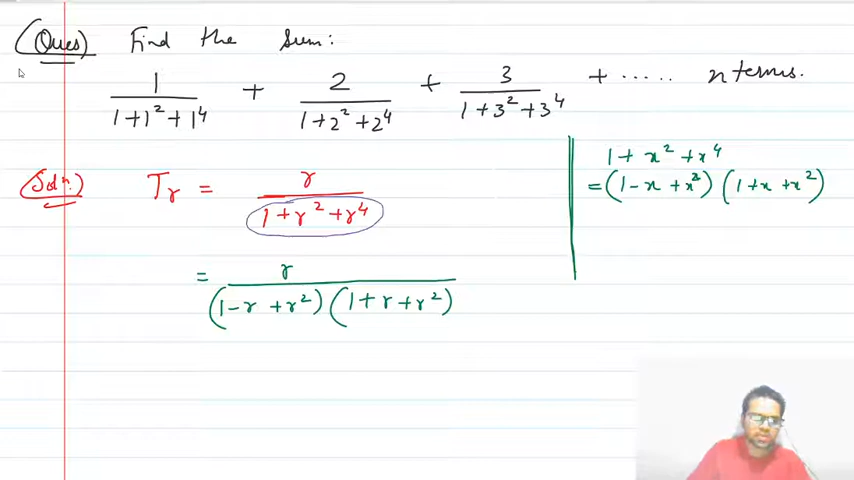 (Ques) Find the sum:
1/(1+1²+1⁴) + 2/(1+2²+2⁴) + 3/(1+3²+3⁴) + ..... n terms.
(Solⁿ.) Tr = r/(1+r²+r⁴)
= r/((1-r+r²)(1+r+r²))
1+x²+x⁴
=(1-x+x²)(1+x+x²)